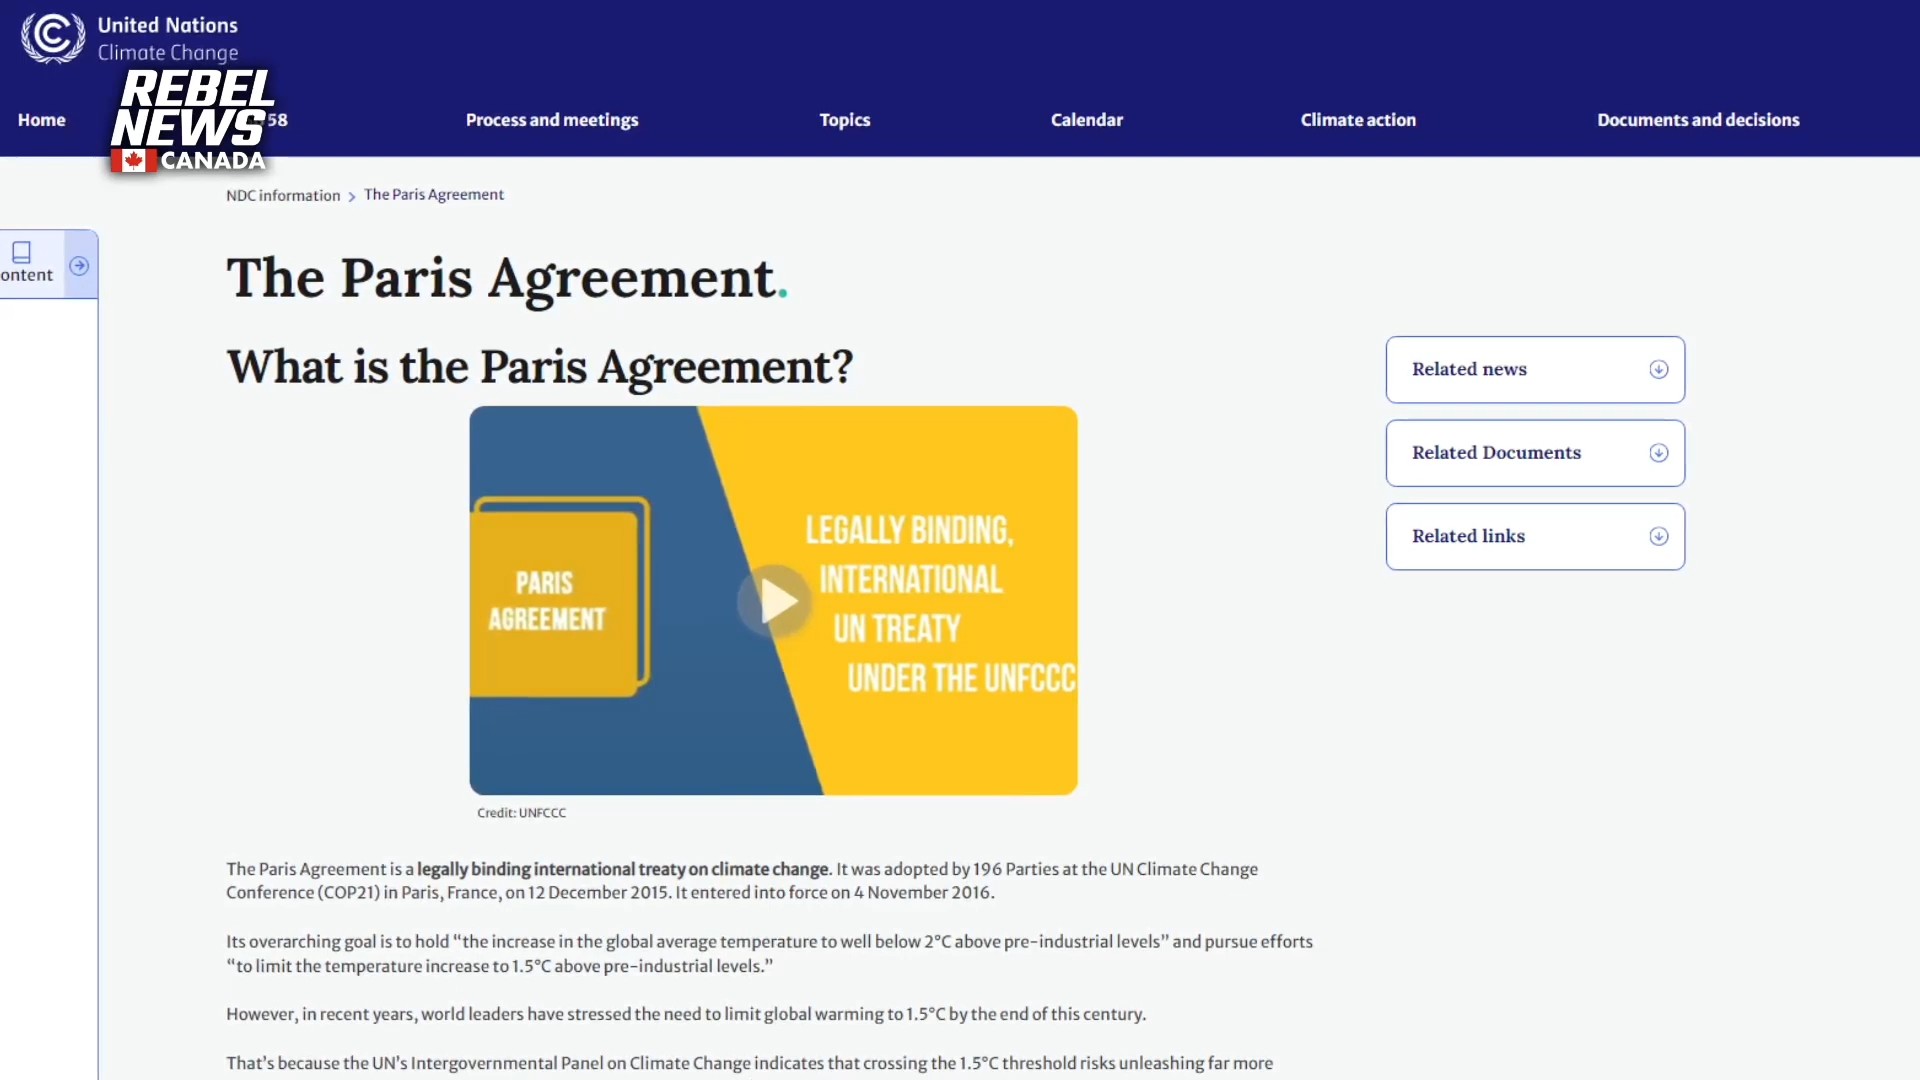 United Nations
Climate Change
REBEL
NEWS
CANADA
Home
58
Process and meetings
Topics
Calendar
Climate action
Documents and decisions
NDC information
The Paris Agreement
ontent
The Paris Agreement.
What is the Paris Agreement?
Related news
Related Documents
Related links
PARIS
AGREEMENT
LEGALLY BINDING,
INTERNATIONAL
UN TREATY
UNDER THE UNFCCC
Credit: UNFCCC
The Paris Agreement is a legally binding international treaty on climate change. It was adopted by 196 Parties at the UN Climate Change
Conference (COP21) in Paris, France, on 12 December 2015. It entered into force on 4 November 2016.
Its overarching goal is to hold “the increase in the global average temperature to well below 2°C above pre-industrial levels” and pursue efforts
“to limit the temperature increase to 1.5°C above pre-industrial levels.”
However, in recent years, world leaders have stressed the need to limit global warming to 1.5°C by the end of this century.
That’s because the UN’s Intergovernmental Panel on Climate Change indicates that crossing the 1.5°C threshold risks unleashing far more